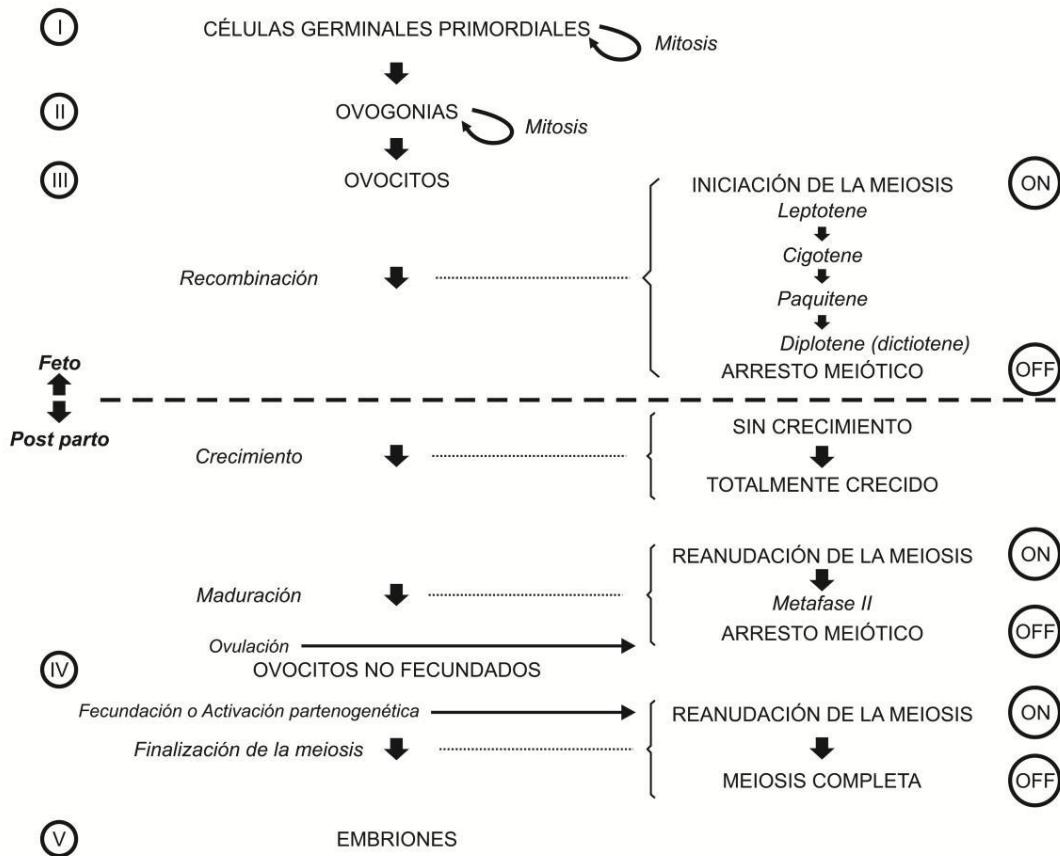 I CÉLULAS GERMINALES PRIMORDIALES Mitosis
II OVOGONIAS Mitosis
III OVOCITOS INICIACIÓN DE LA MEIOSIS ON
Leptotene
Cigotene
Recombinación
Paquitene
Diplotene (dictiotene)
Feto ARRESTO MEIÓTICO OFF
Post parto SIN CRECIMIENTO
Crecimiento
TOTALMENTE CRECIDO
REANUDACIÓN DE LA MEIOSIS ON
Maduración Metafase II
ARRESTO MEIÓTICO OFF
Ovulación
IV OVOCITOS NO FECUNDADOS
Fecundación o Activación partenogenética REANUDACIÓN DE LA MEIOSIS ON
Finalización de la meiosis
MEIOSIS COMPLETA OFF
V EMBRIONES